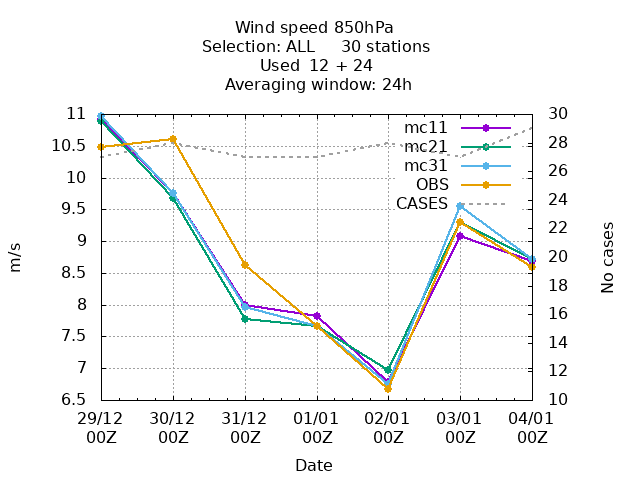 Wind speed 850hPa
Selection: ALL 30 stations
Used 12 + 24
Averaging window: 24h
11
10.5
10
9.5
9
8.5
8
7.5
7
6.5
m/s
30
28
26
24
22
20
18
16
14
12
10
No cases
mc11
mc21
mc31
OBS
CASES
29/12 30/12 31/12 01/01 02/01 03/01 04/01
00Z 00Z 00Z 00Z 00Z 00Z 00Z
Date